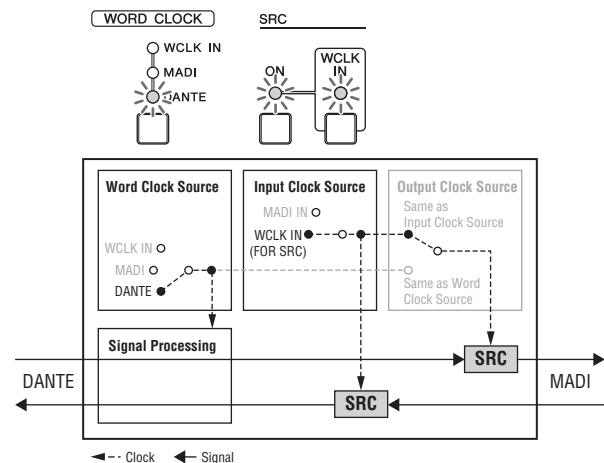 WORD CLOCK
SRC
WCLK IN
MADI
DANTE
ON
WCLK
IN
Word Clock Source
Input Clock Source
Output Clock Source
MADI IN
Same as
Input Clock Source
WCLK IN
WCLK IN
(FOR SRC)
MADI
DANTE
Same as Word
Clock Source
Signal Processing
SRC
DANTE
MADI
SRC
Clock
Signal